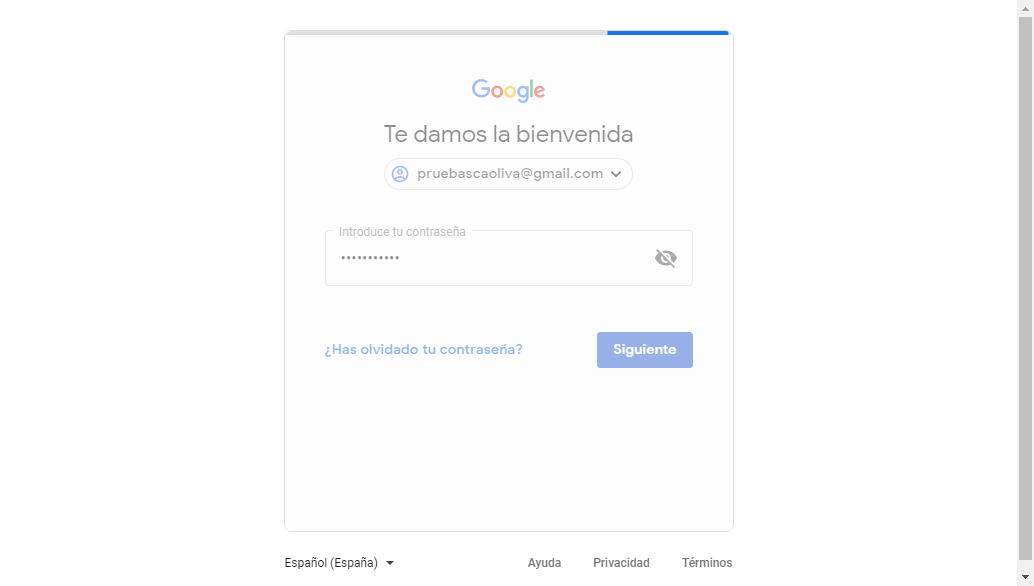 Google
Te damos la bienvenida
pruebascaoliva@gmail.com
Introduce tu contraseña
•••••••••••
¿Has olvidado tu contraseña?
Siguiente
Español (España)
Ayuda
Privacidad
Términos